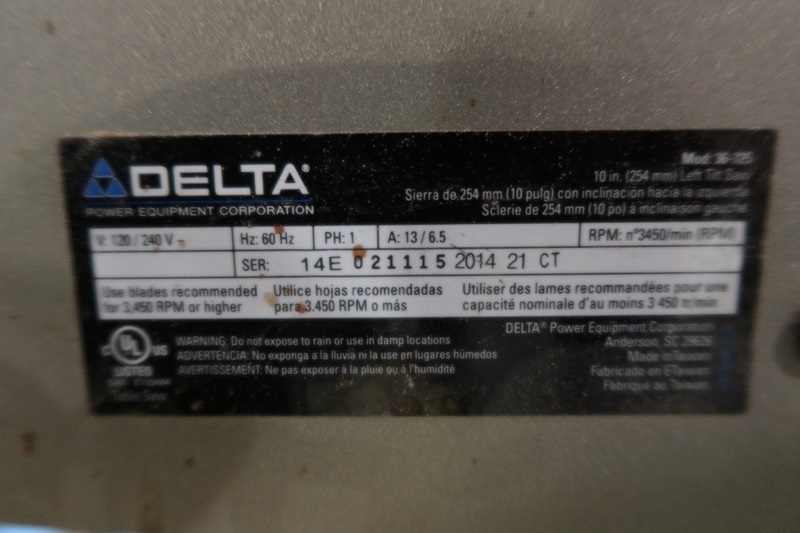 DELTA®
POWER EQUIPMENT CORPORATION
Mod: 36-725
10 in. (254 mm) Left Tilt Saw
Sierra de 254 mm (10 pulg) con inclinación hacia la izquierda
Sclerie de 254 mm (10 po) à inclinaison gauche
V: 120 / 240 V ~ Hz: 60 Hz PH: 1 A: 13 / 6.5 RPM: n°3450/min (RPM)
SER: 14E 021115 2014 21 CT
Use blades recommended
for 3,450 RPM or higher
Utilice hojas recomendadas
para 3.450 RPM o más
Utiliser des lames recommandées pour une
capacité nominale d'au moins 3 450 tr/min
C UL US
LISTED
WARNING: Do not expose to rain or use in damp locations
ADVERTENCIA: No exponga a la lluvia ni la use en lugares húmedos
AVERTISSEMENT: Ne pas exposer à la pluie ou à l'humidité
DELTA® Power Equipment Corporation
Anderson, SC 29626
Made in Taiwan
Fabricado en ETaiwan
Fabriqué au Taiwan